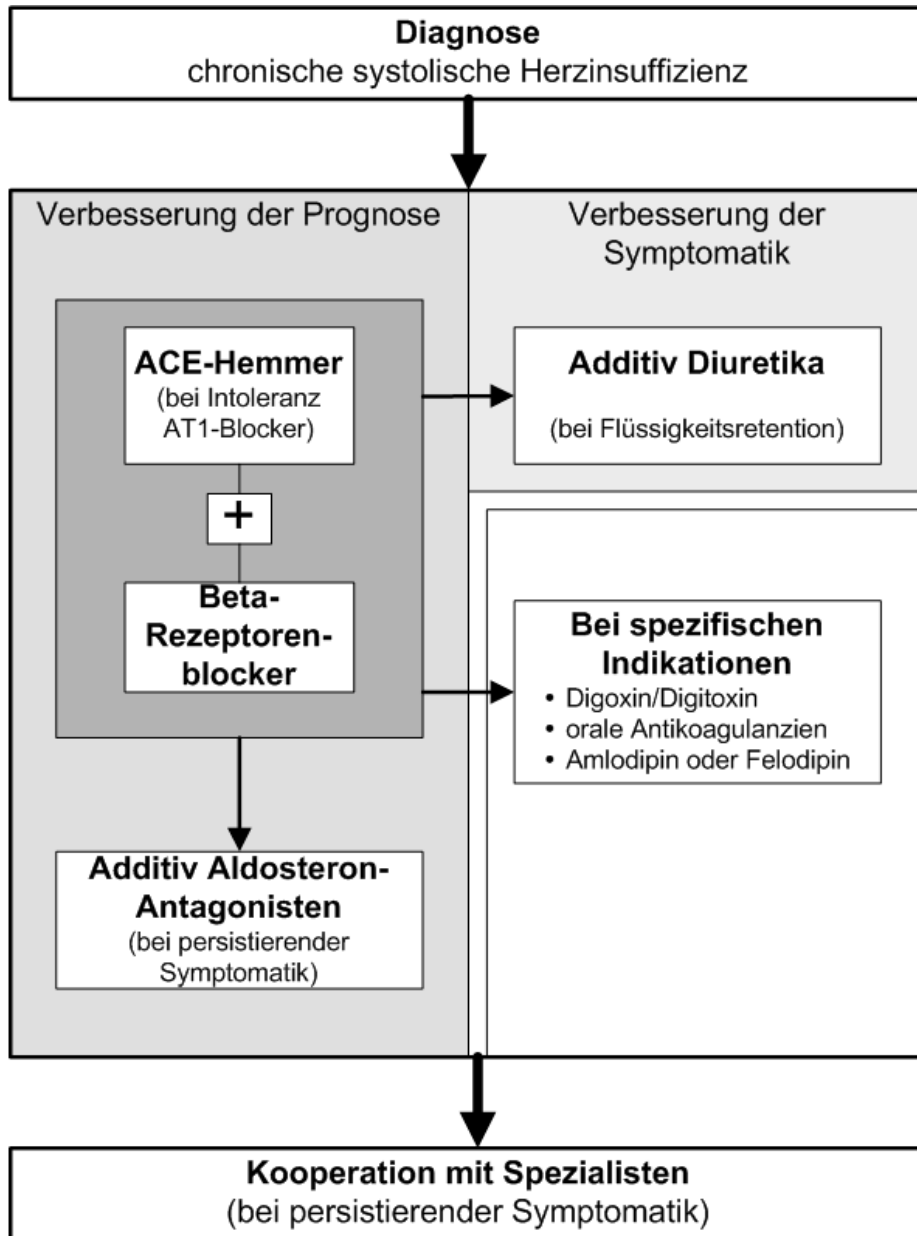 Diagnose
chronische systolische Herzinsuffizienz
Verbesserung der Prognose
ACE-Hemmer
(bei Intoleranz
AT1-Blocker)
+
Beta-
Rezeptoren-
blocker
Additiv Aldosteron-
Antagonisten
(bei persistierender
Symptomatik)
Verbesserung der
Symptomatik
Additiv Diuretika
(bei Flüssigkeitsretention)
Bei spezifischen
Indikationen
• Digoxin/Digitoxin
• orale Antikoagulanzien
• Amlodipin oder Felodipin
Kooperation mit Spezialisten
(bei persistierender Symptomatik)